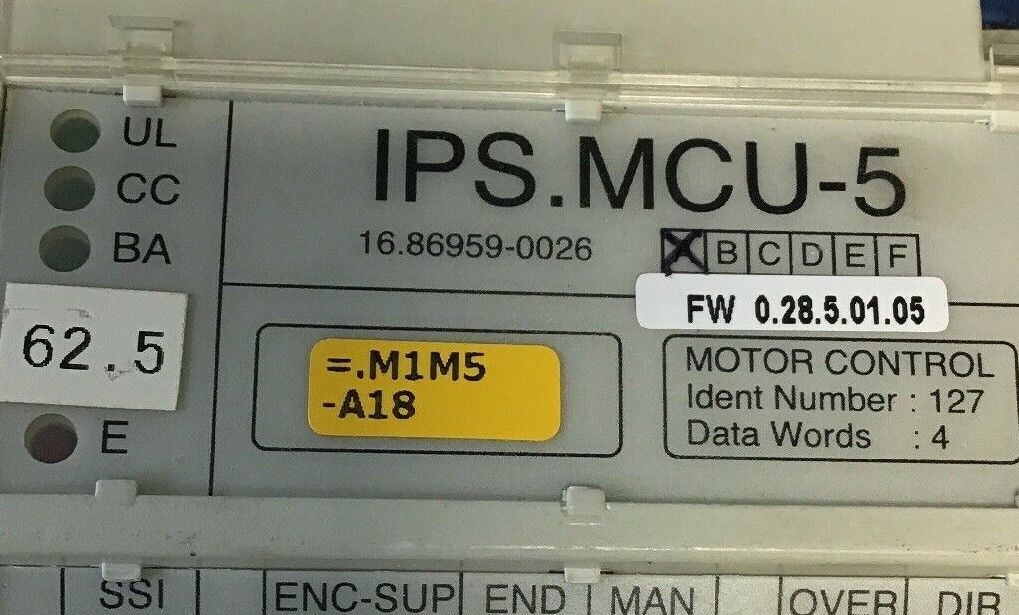 UL
CC
BA
62.5
E
IPS.MCU-5
16.86959-0026 B C D E F
FW 0.28.5.01.05
=.M1M5
-A18
MOTOR CONTROL
Ident Number : 127
Data Words : 4
SSI ENC-SUP END MAN OVER DIR